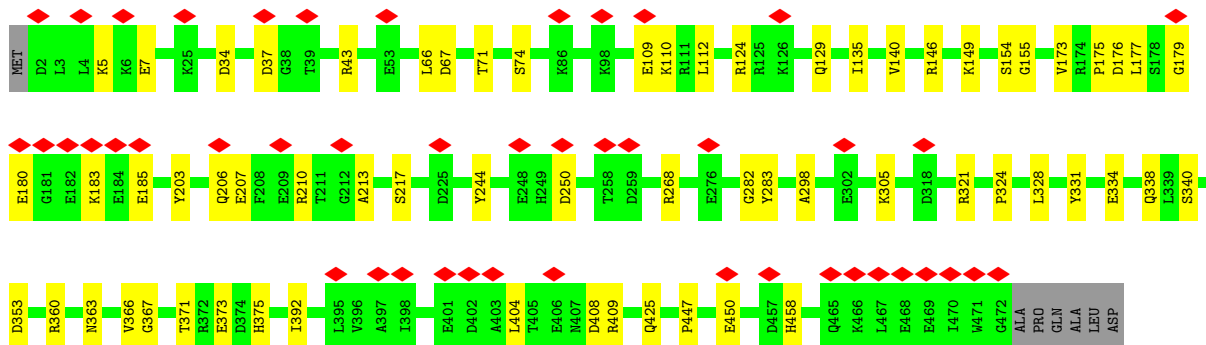 MET D2 L3 L4 K5 K6 E7 K25 D34 D37 G38 T39 R43 E53 L66 D67 T71 S74 K86 K98 E109 K110 R111 L112 R124 R125 K126 Q129 I135 V140 R146 K149 S154 G155 V173 R174 P175 D176 L177 S178 G179
E180 G181 E182 K183 E184 E185 Y203 Q206 E207 F208 E209 R210 T211 G212 A213 S217 D225 Y244 E248 H249 D250 T258 D259 R268 E276 G282 Y283 A298 E302 K305 D318 R321 P324 L328 Y331 E334 Q338 L339 S340
D353 R360 N363 V366 G367 T371 R372 E373 D374 H375 I392 L395 V396 A397 I398 E401 D402 A403 L404 T405 E406 N407 D408 R409 Q425 P447 E450 D457 H458 Q465 K466 L467 E468 E469 I470 W471 G472 ALA PRO GLN ALA LEU ASP